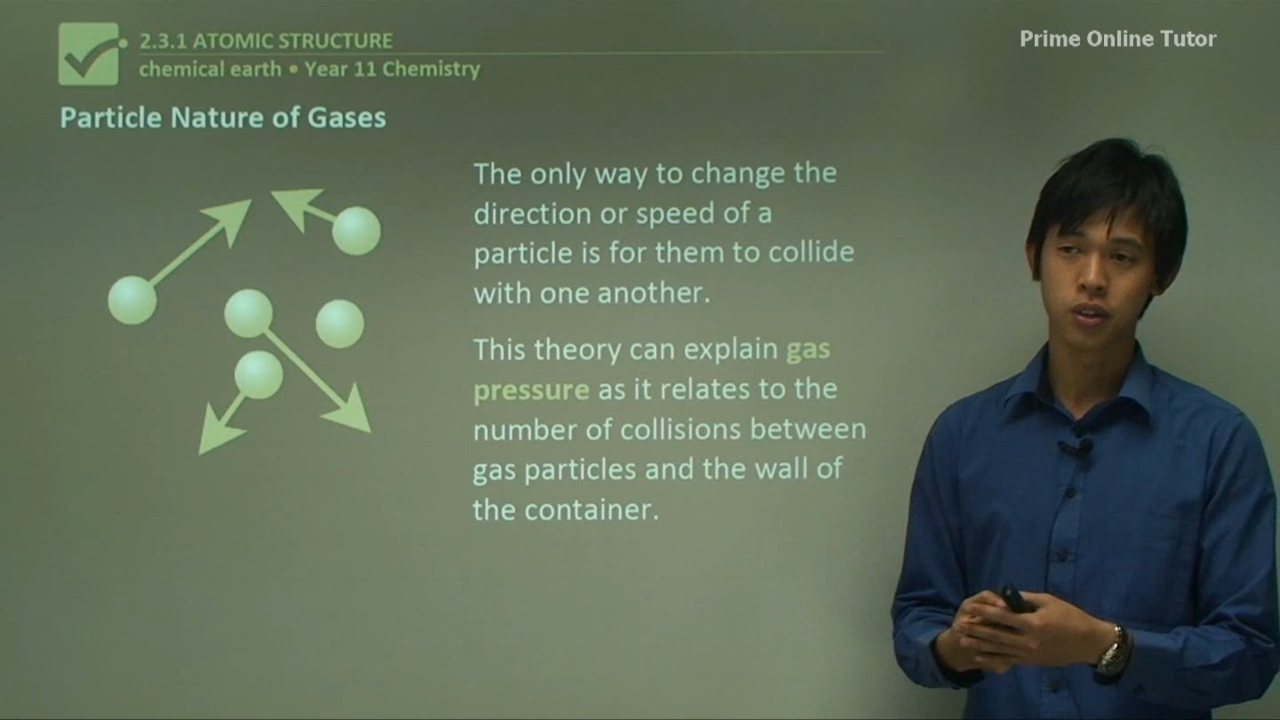 2.3.1 ATOMIC STRUCTURE
chemical earth • Year 11 Chemistry
Prime Online Tutor
Particle Nature of Gases
The only way to change the
direction or speed of a
particle is for them to collide
with one another.
This theory can explain gas
pressure as it relates to the
number of collisions between
gas particles and the wall of
the container.